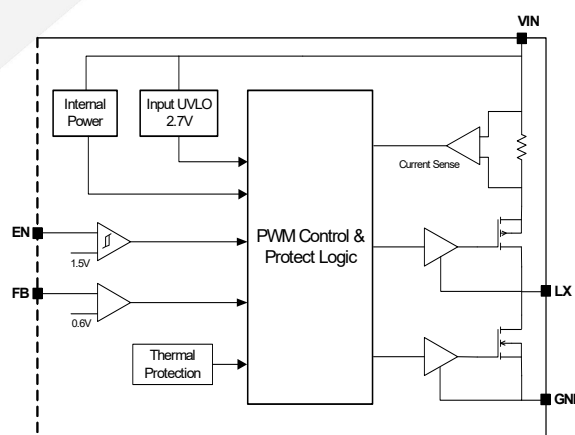 VIN
Internal
Power
Input UVLO
2.7V
Current Sense
EN
1.5V
PWM Control &
Protect Logic
FB
0.6V
LX
Thermal
Protection
GN